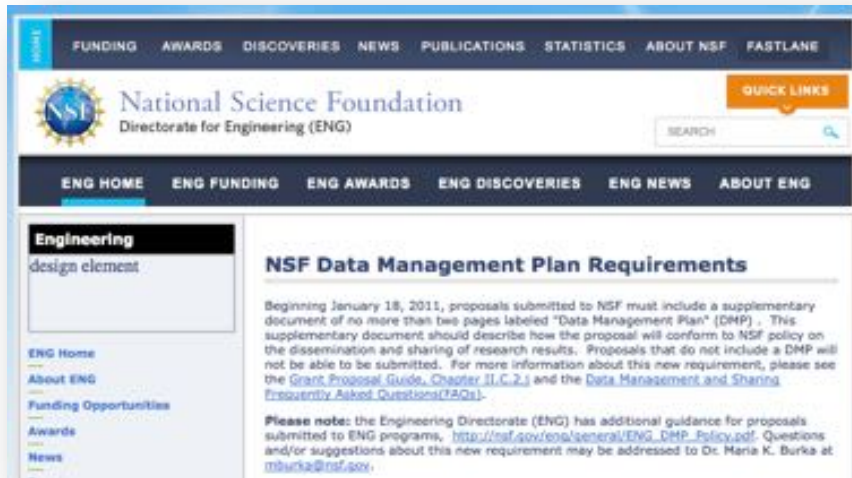 HOME
FUNDING AWARDS DISCOVERIES NEWS PUBLICATIONS STATISTICS ABOUT NSF FASTLANE
QUICK LINKS
NSF
National Science Foundation
Directorate for Engineering (ENG)
SEARCH
ENG HOME ENG FUNDING ENG AWARDS ENG DISCOVERIES ENG NEWS ABOUT ENG
Engineering
design element
ENG Home
About ENG
Funding Opportunities
Awards
News
NSF Data Management Plan Requirements
Beginning January 18, 2011, proposals submitted to NSF must include a supplementary
document of no more than two pages labeled "Data Management Plan" (DMP) . This
supplementary document should describe how the proposal will conform to NSF policy on
the dissemination and sharing of research results. Proposals that do not include a DMP will
not be able to be submitted. For more information about this new requirement, please see
the Grant Proposal Guide, Chapter II.C.2.j and the Data Management and Sharing
Frequently Asked Questions(FAQs).
Please note: the Engineering Directorate (ENG) has additional guidance for proposals
submitted to ENG programs, http://nsf.gov/eng/general/ENG_DMP_Policy.pdf. Questions
and/or suggestions about this new requirement may be addressed to Dr. Maria K. Burka at
mburka@nsf.gov.